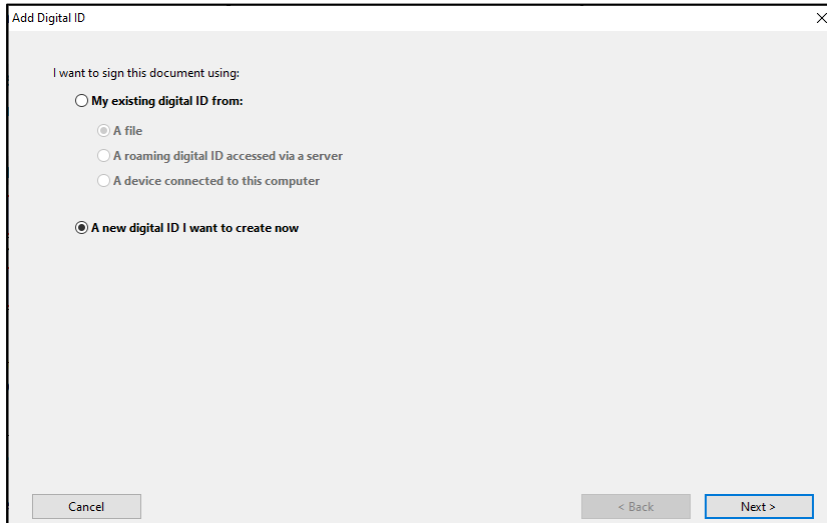 Add Digital ID
I want to sign this document using:
My existing digital ID from:
A file
A roaming digital ID accessed via a server
A device connected to this computer
A new digital ID I want to create now
Cancel
< Back
Next >